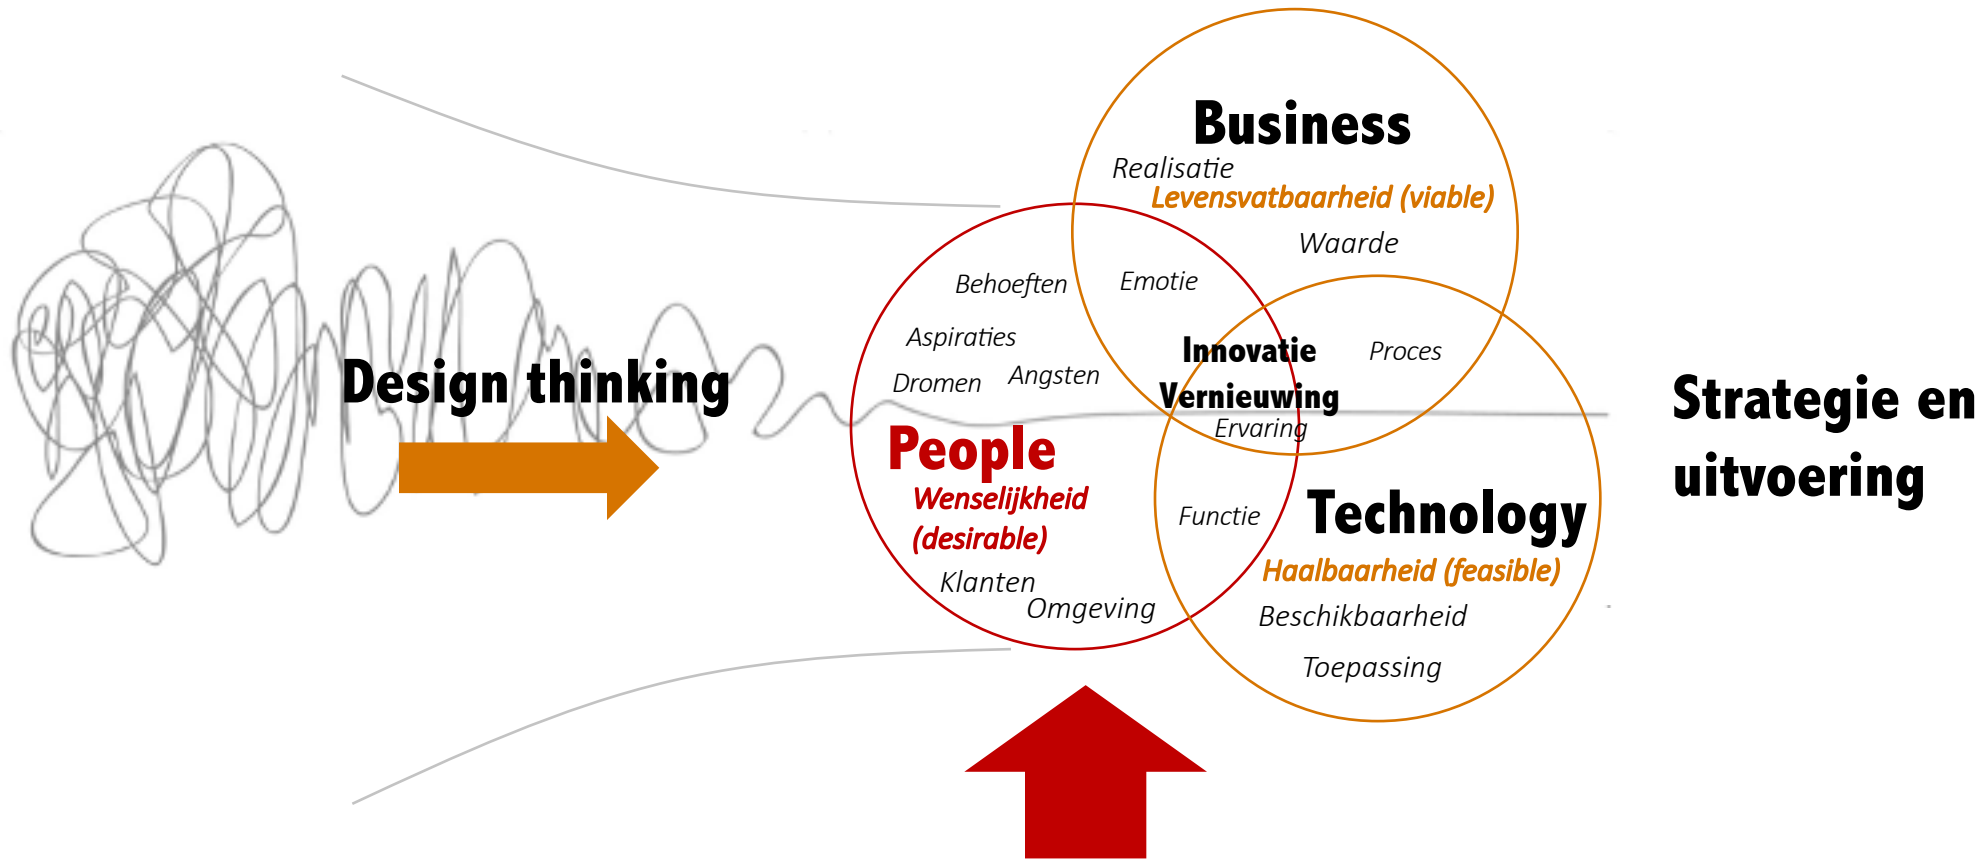 Business
Realisatie
Levensvatbaarheid (viable)
Waarde
Behoeften
Emotie
Aspiraties
Dromen
Angsten
Innovatie
Vernieuwing
Ervaring
Proces
Design thinking
People
Wenselijkheid
(desirable)
Klanten
Omgeving
Functie
Technology
Haalbaarheid (feasible)
Beschikbaarheid
Toepassing
Strategie en
uitvoering